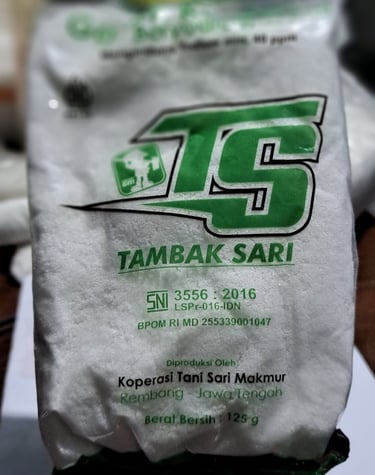 TS
TAMBAK SARI
SNI 3556 : 2016
LSPr-016-IDN
BPOM RI MD 255339001047
Diproduksi Oleh:
Koperasi Tani Sari Makmur
Rembang - Jawa Tengah
Berat Bersih : 125 g